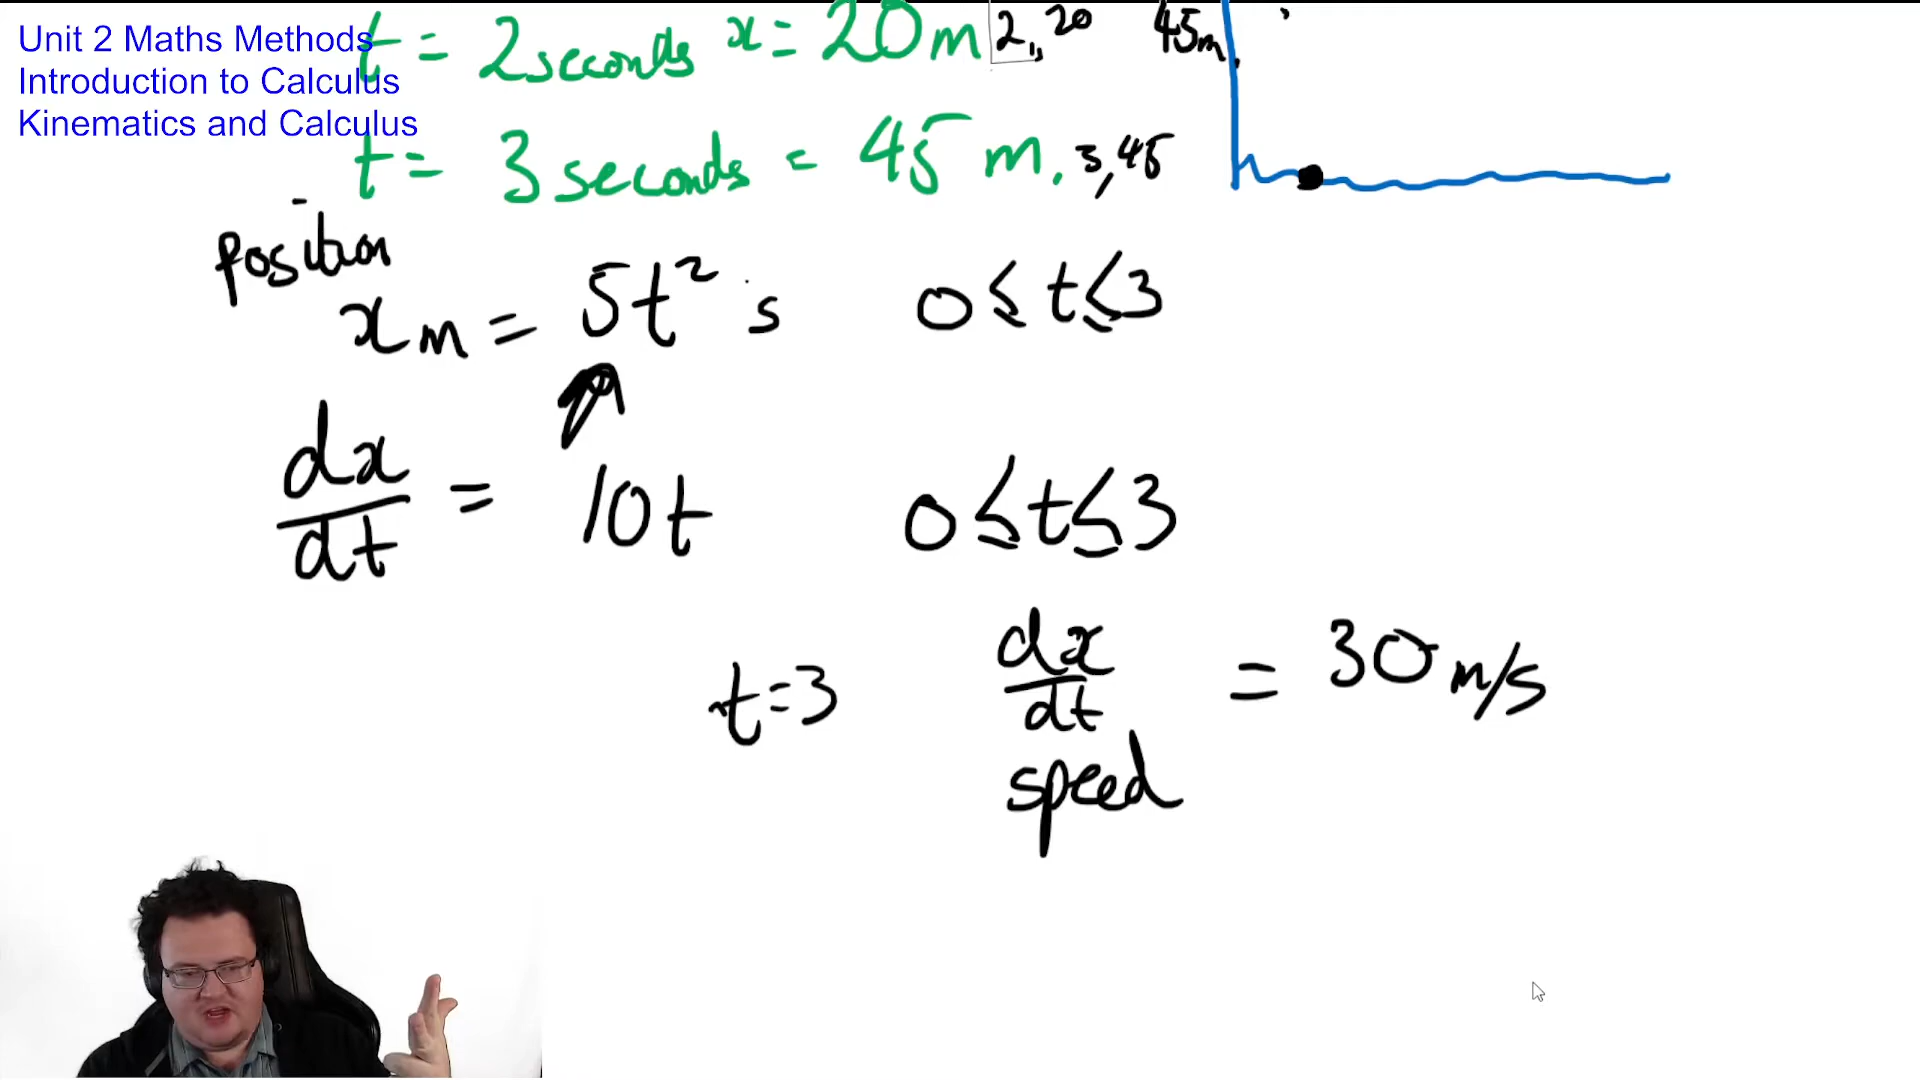 Unit 2 Maths Methods
Introduction to Calculus
Kinematics and Calculus
t = 2 seconds x = 20 m 2, 20 45m
t = 3 seconds = 45 m. 3, 45
position
x m = 5t² s 0 ≤ t ≤ 3
dx/dt = 10t 0 ≤ t ≤ 3
t = 3 dx/dt = 30 m/s
speed